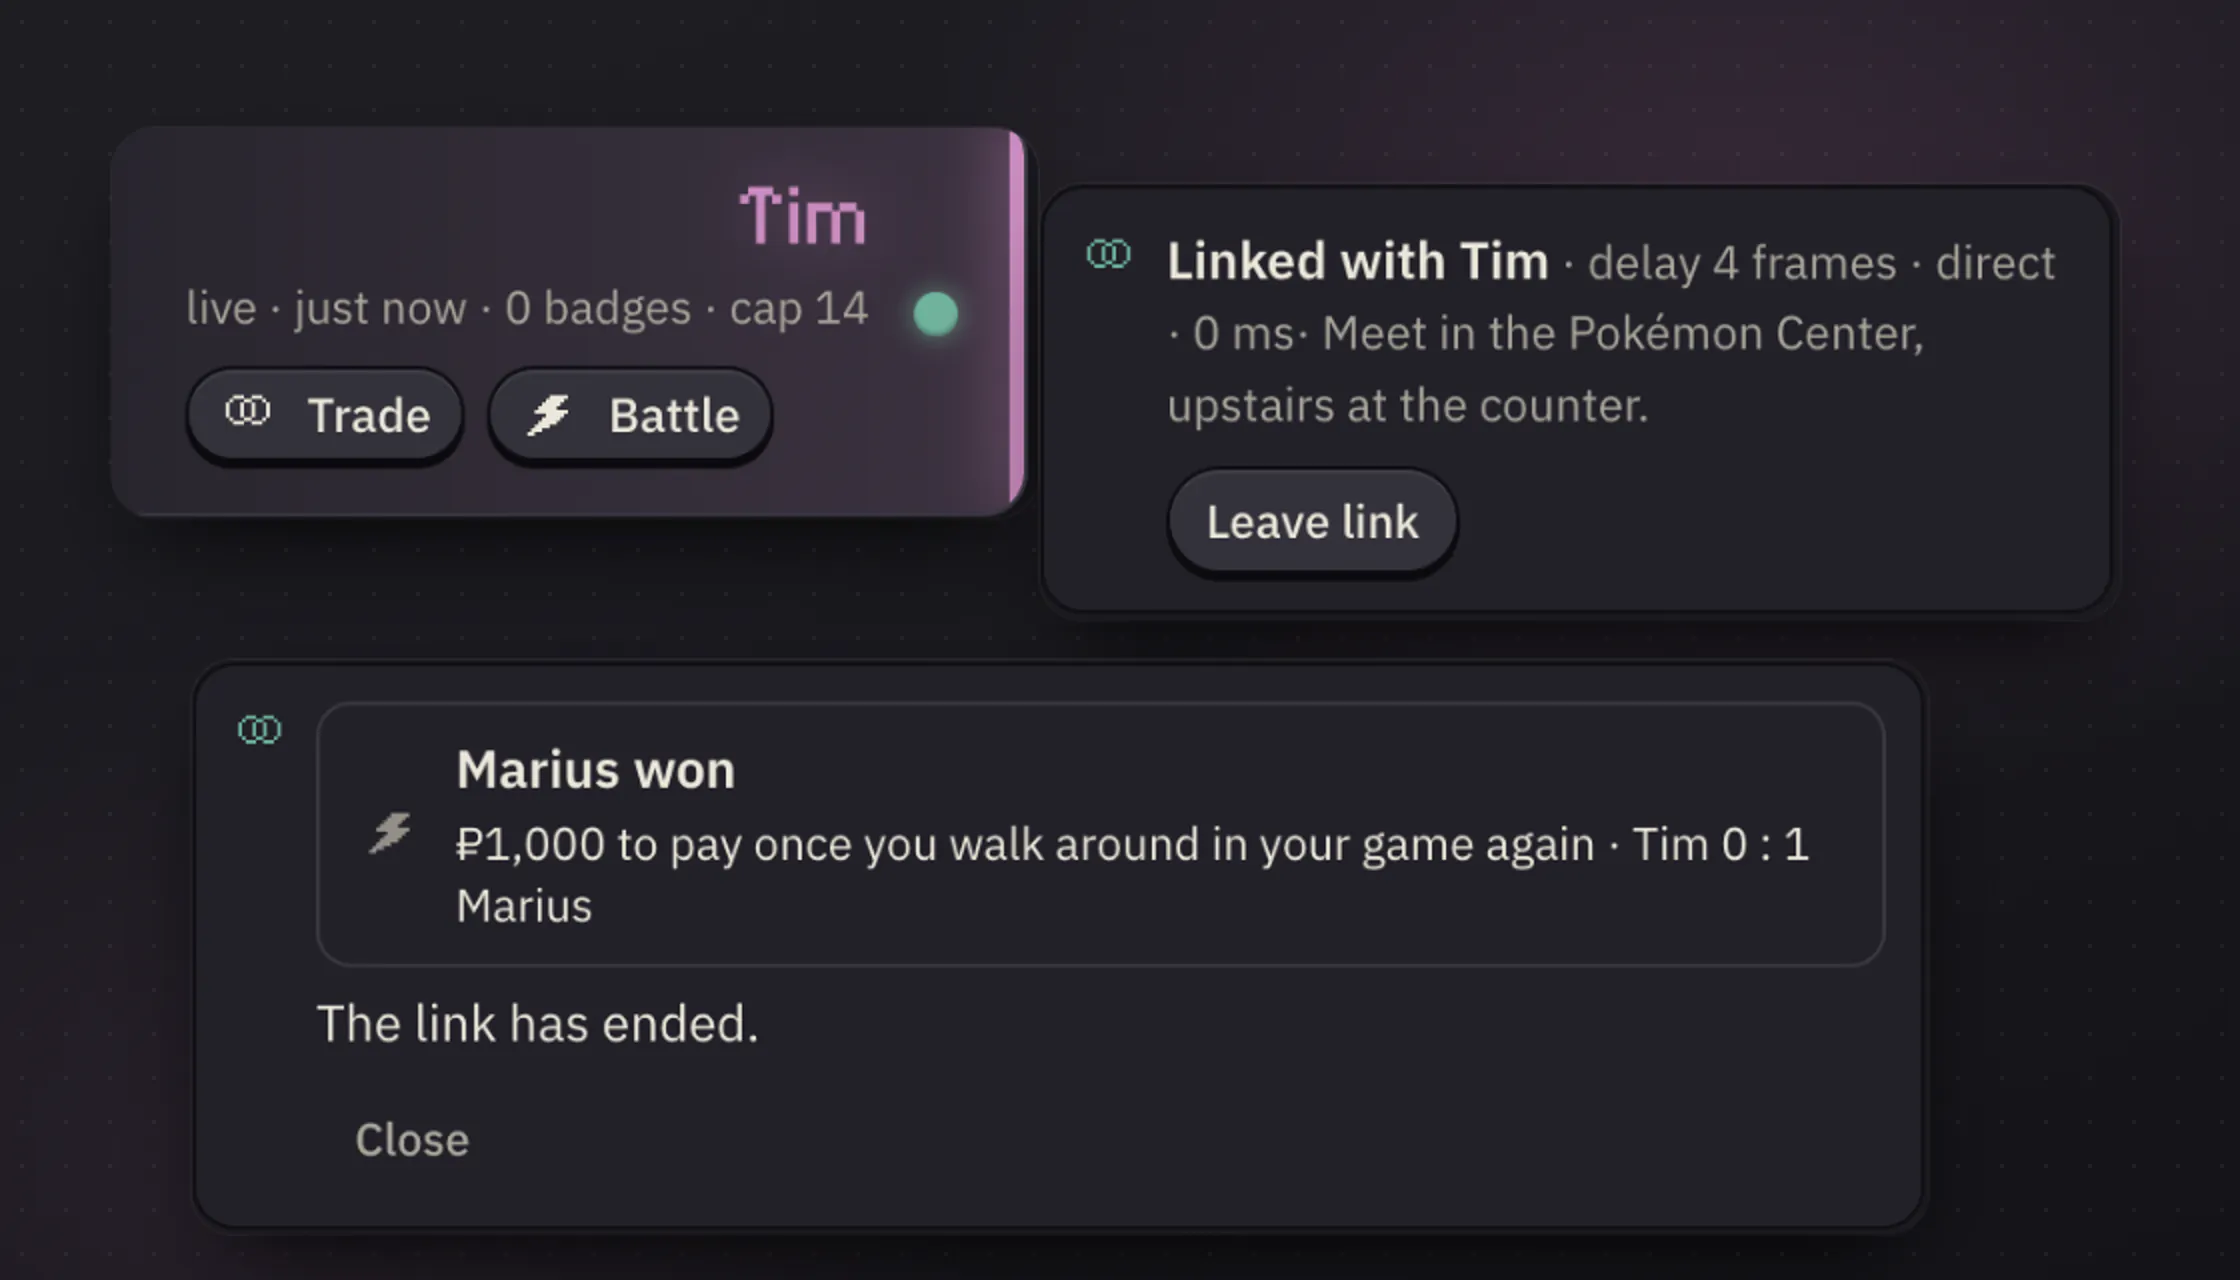 Tim
live · just now · 0 badges · cap 14
Trade
Battle
Linked with Tim · delay 4 frames · direct
· 0 ms· Meet in the Pokémon Center,
upstairs at the counter.
Leave link
Marius won
₽1,000 to pay once you walk around in your game again · Tim 0 : 1
Marius
The link has ended.
Close